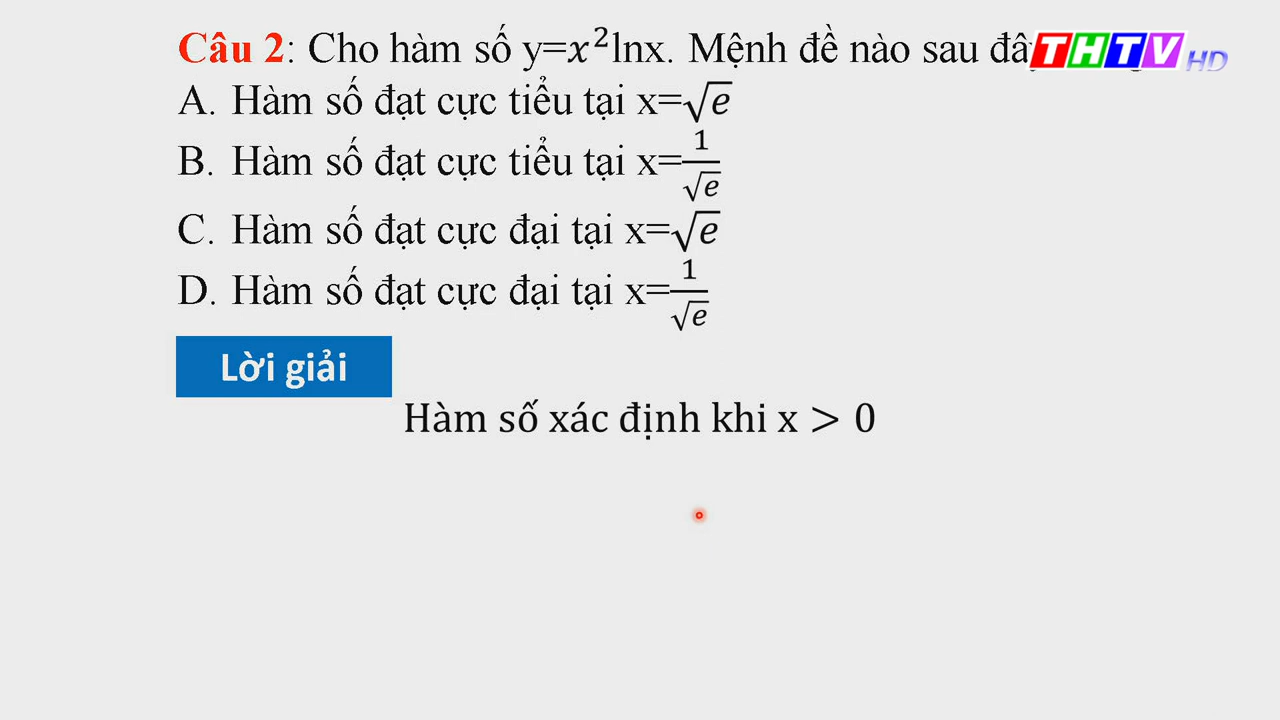 Câu 2: Cho hàm số y=x²lnx. Mệnh đề nào sau
THTV HD
A. Hàm số đạt cực tiểu tại x=√e
B. Hàm số đạt cực tiểu tại x=1/√e
C. Hàm số đạt cực đại tại x=√e
D. Hàm số đạt cực đại tại x=1/√e
Lời giải
Hàm số xác định khi x > 0